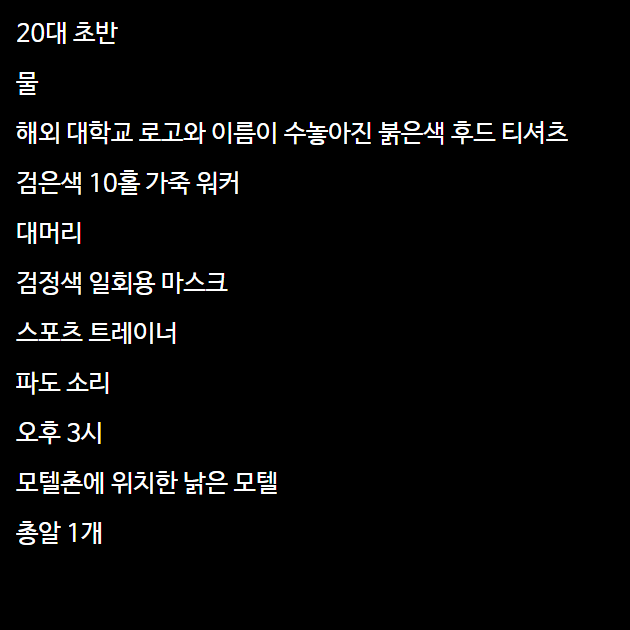 20대 초반
물
해외 대학교 로고와 이름이 수놓아진 붉은색 후드 티셔츠
검은색 10홀 가죽 워커
대머리
검정색 일회용 마스크
스포츠 트레이너
파도 소리
오후 3시
모텔촌에 위치한 낡은 모텔
총알 1개